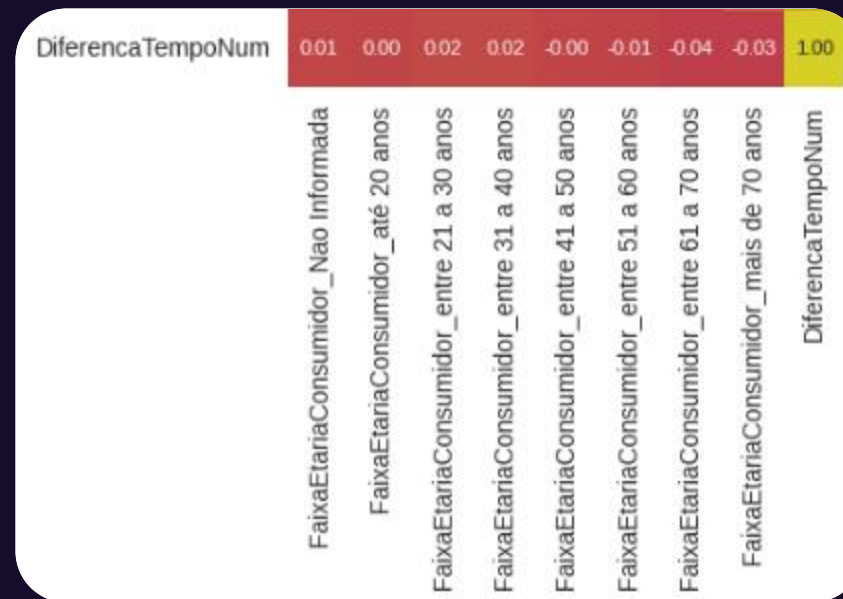 DiferencaTempoNum 0.01 0.00 0.02 0.02 -0.00 -0.01 -0.04 -0.03 1.00
FaixaEtariaConsumidor_Nao Informada
FaixaEtariaConsumidor_até 20 anos
FaixaEtariaConsumidor_entre 21 a 30 anos
FaixaEtariaConsumidor_entre 31 a 40 anos
FaixaEtariaConsumidor_entre 41 a 50 anos
FaixaEtariaConsumidor_entre 51 a 60 anos
FaixaEtariaConsumidor_entre 61 a 70 anos
FaixaEtariaConsumidor_mais de 70 anos
DiferencaTempoNum